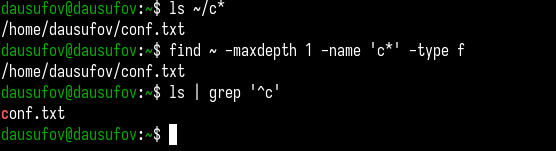 dausufov@dausufov:~$ ls ~/c*
/home/dausufov/conf.txt
dausufov@dausufov:~$ find ~ -maxdepth 1 -name 'c*' -type f
/home/dausufov/conf.txt
dausufov@dausufov:~$ ls | grep '^c'
conf.txt
dausufov@dausufov:~$